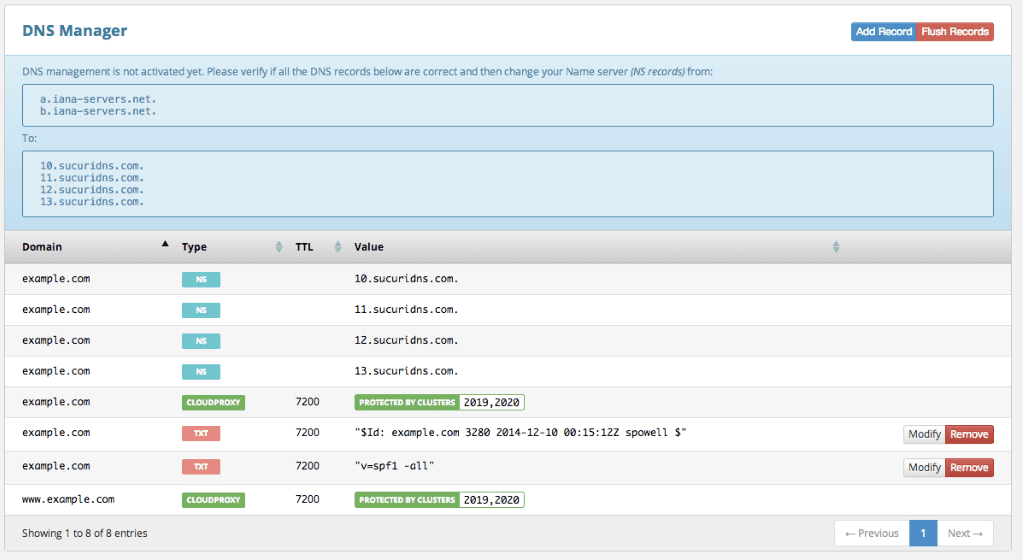 DNS Manager
Add Record Flush Records
DNS management is not activated yet. Please verify if all the DNS records below are correct and then change your Name server (NS records) from:
a.iana-servers.net.
b.iana-servers.net.
To:
10.sucuridns.com.
11.sucuridns.com.
12.sucuridns.com.
13.sucuridns.com.
Domain Type TTL Value
example.com NS 10.sucuridns.com.
example.com NS 11.sucuridns.com.
example.com NS 12.sucuridns.com.
example.com NS 13.sucuridns.com.
example.com CLOUDPROXY 7200 PROTECTED BY CLUSTERS 2019,2020
example.com TXT 7200 "$Id: example.com 3280 2014-12-10 00:15:12Z spowell $" Modify Remove
example.com TXT 7200 "v=spf1 -all" Modify Remove
www.example.com CLOUDPROXY 7200 PROTECTED BY CLUSTERS 2019,2020
Showing 1 to 8 of 8 entries ← Previous 1 Next →